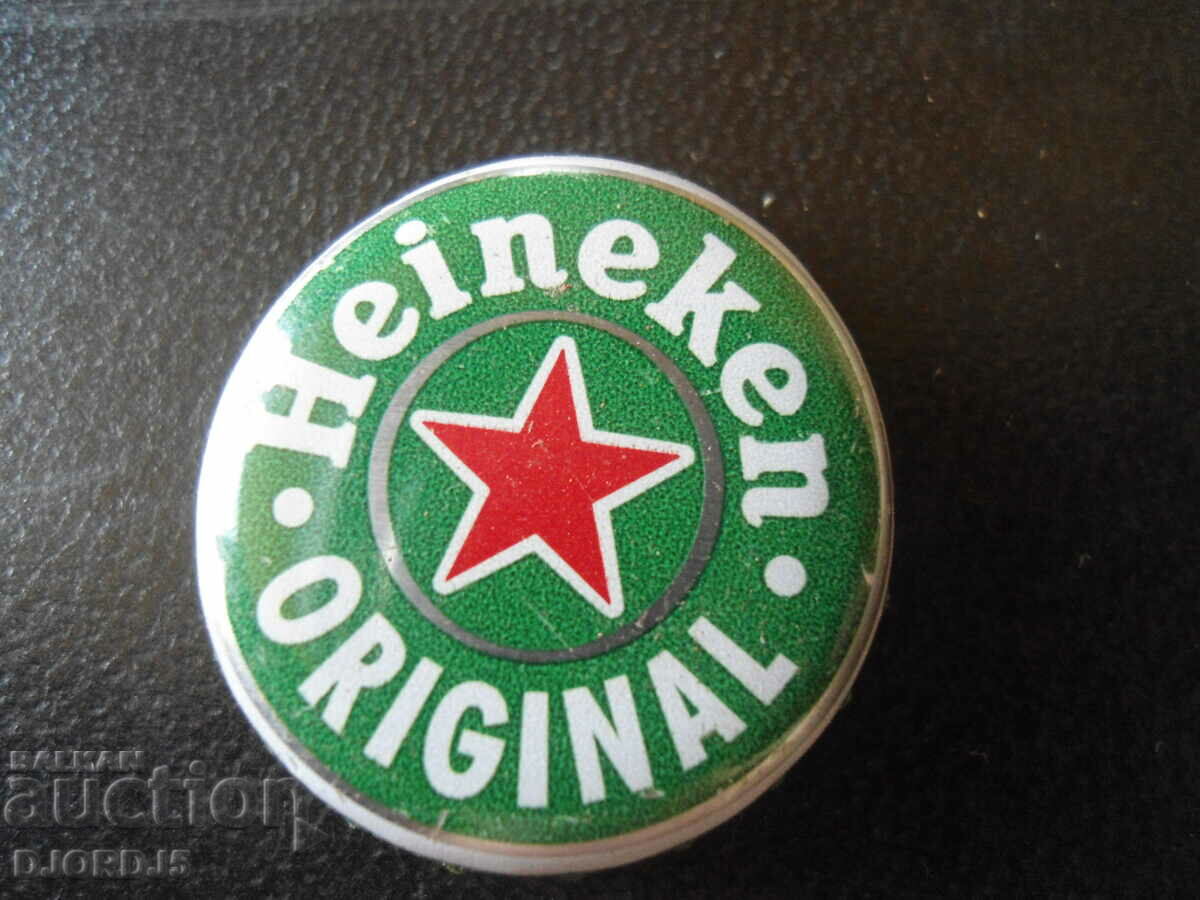 Heineken
ORIGINAL
BALKAN
auction
DJORDJ5